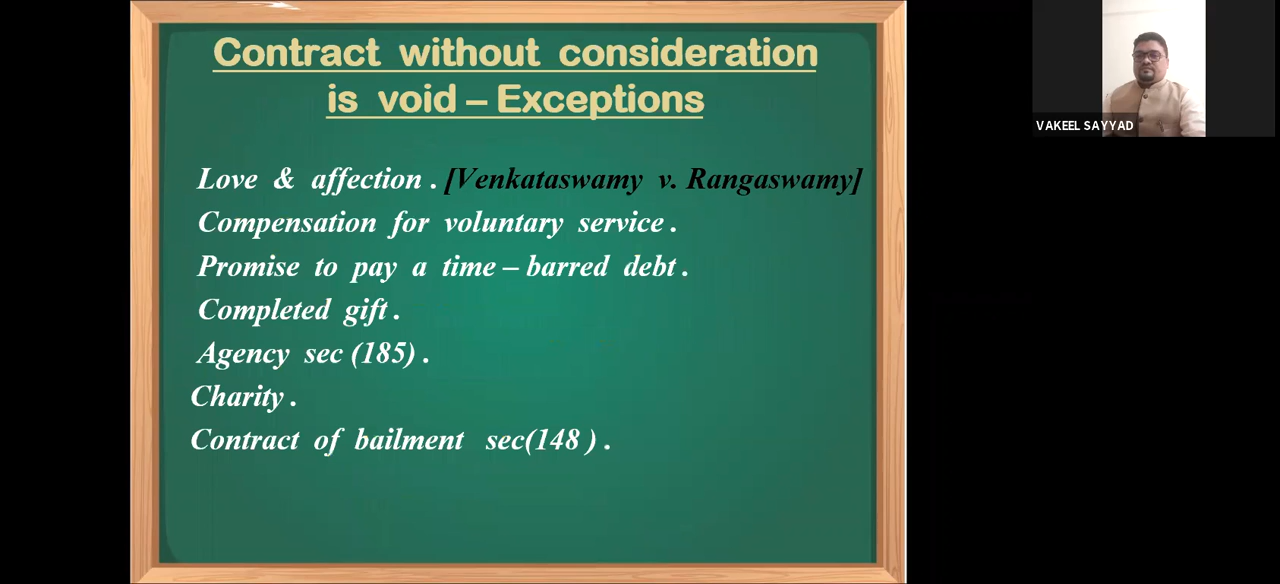 Contract without consideration
is void – Exceptions
Love & affection . [Venkataswamy v. Rangaswamy]
Compensation for voluntary service .
Promise to pay a time – barred debt .
Completed gift .
Agency sec (185) .
Charity .
Contract of bailment sec(148 ) .
VAKEEL SAYYAD